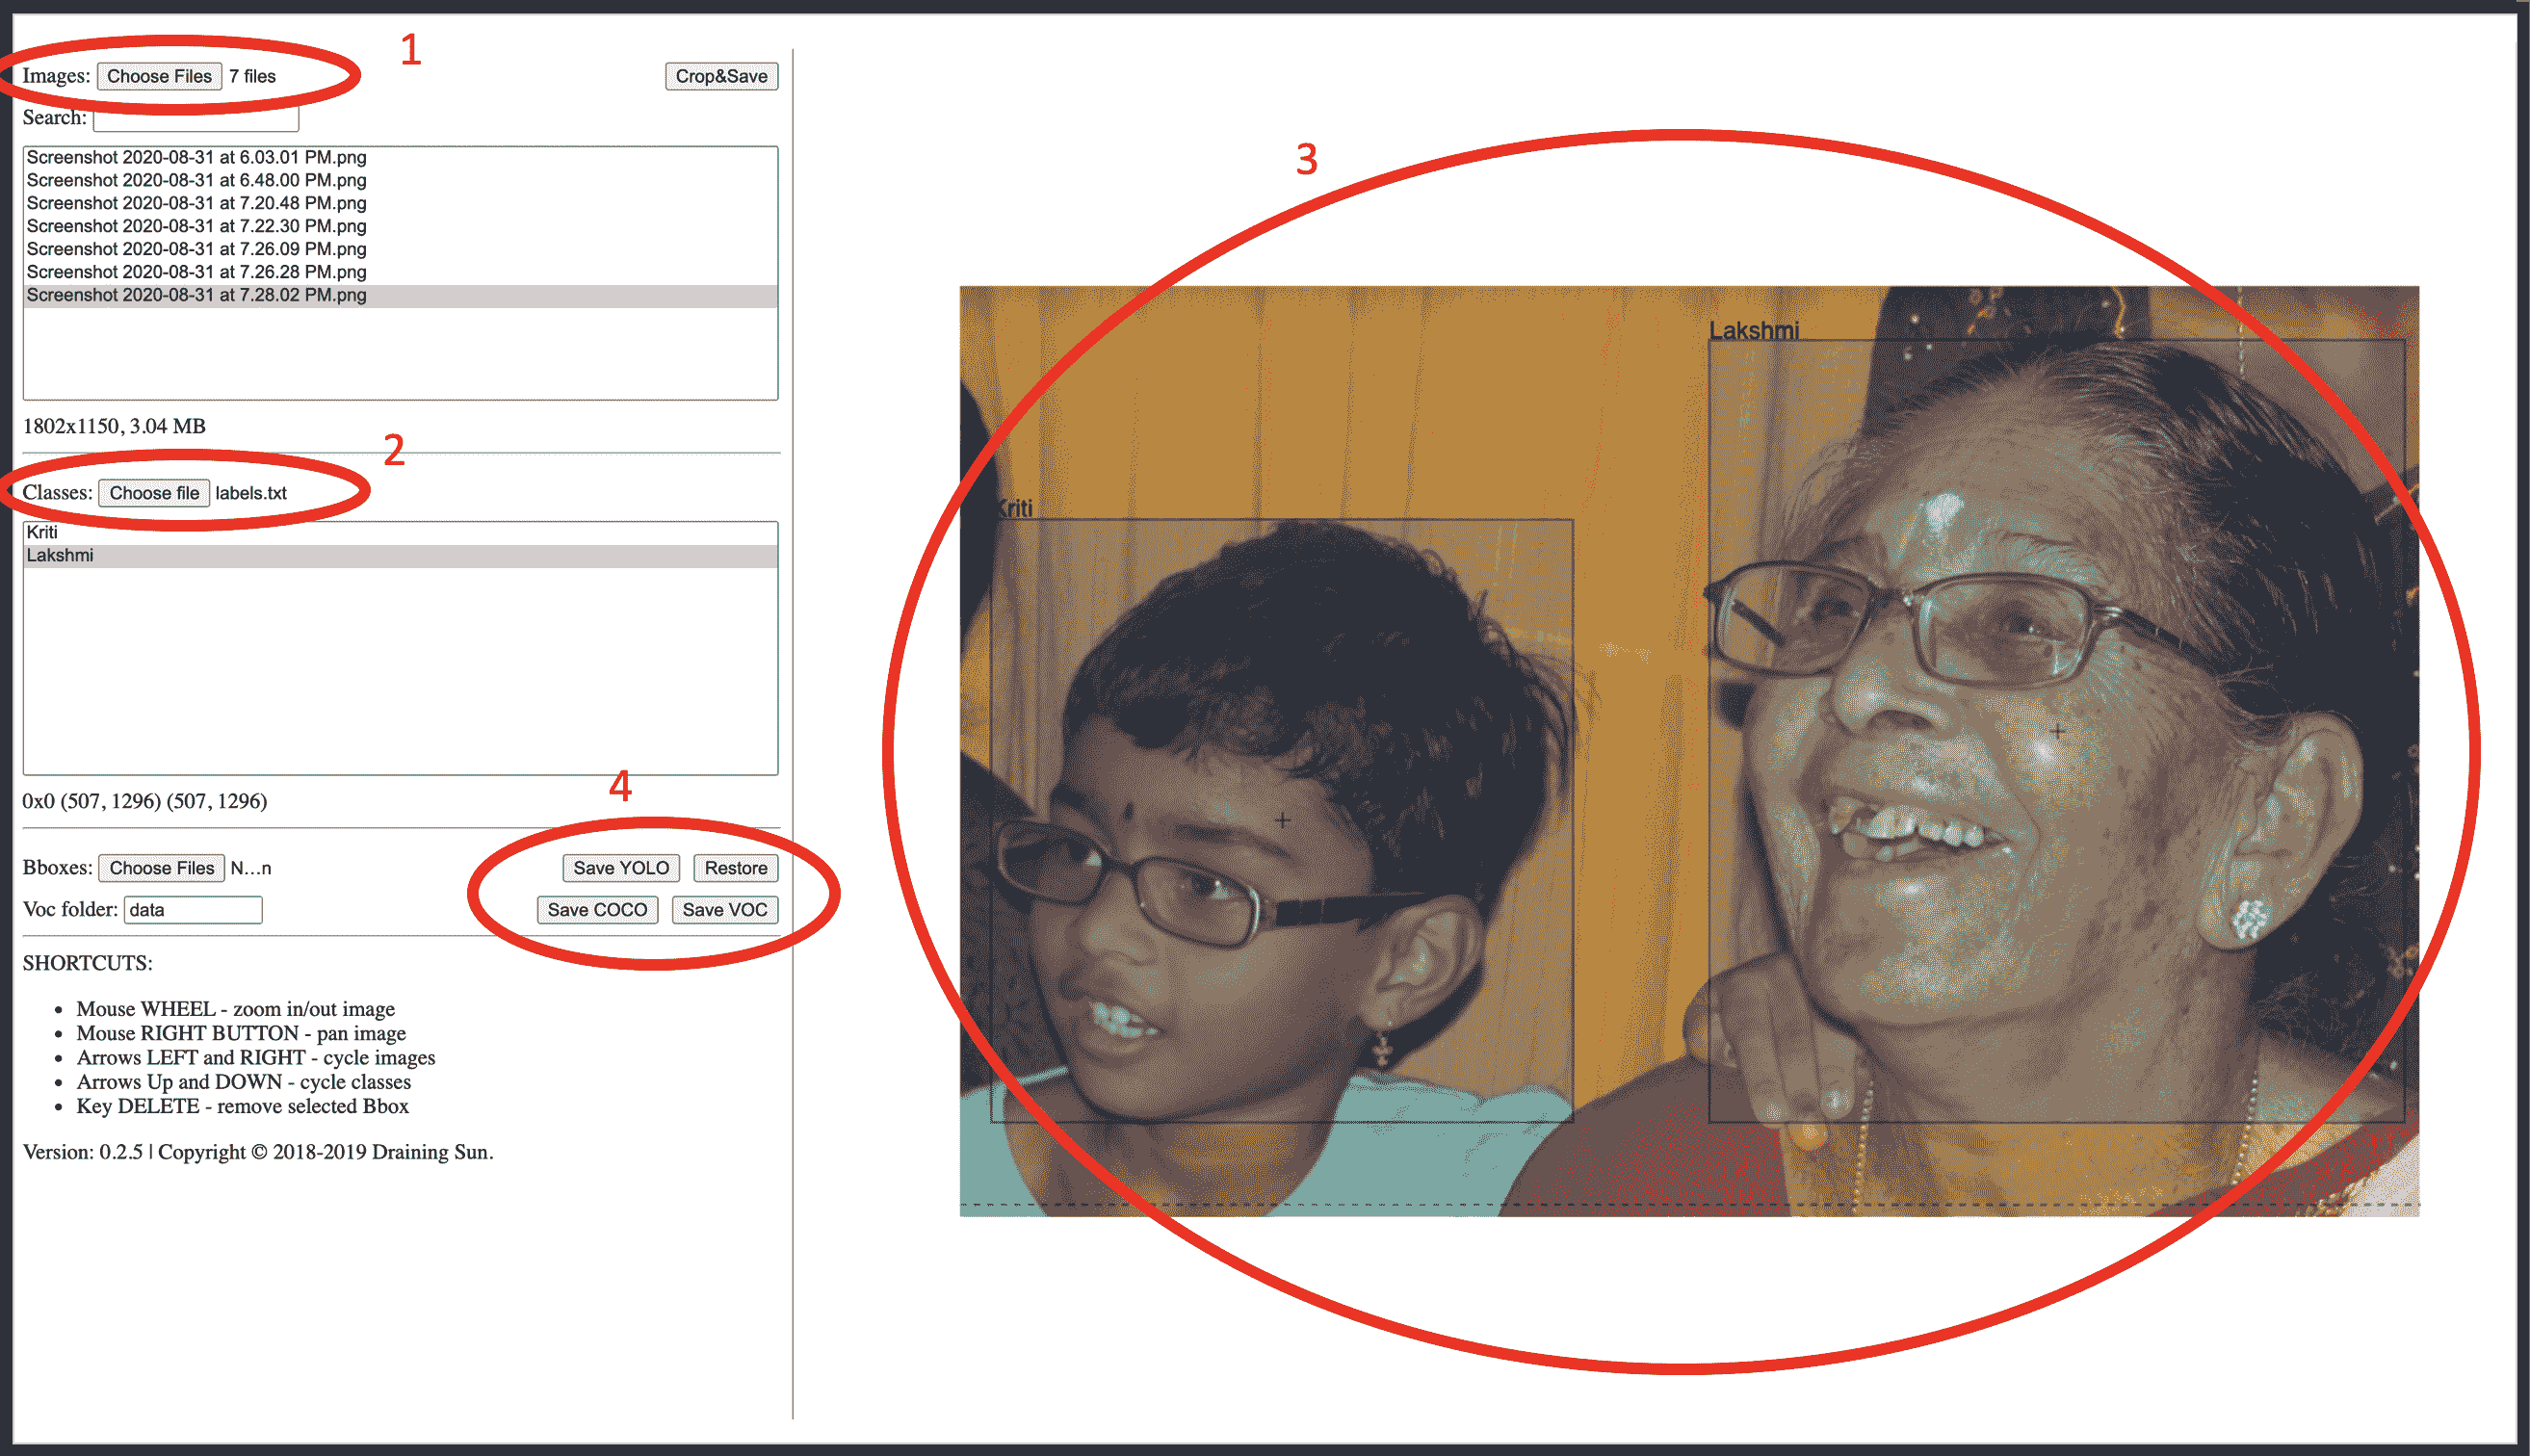 1
Images: Choose Files 7 files Crop&Save
Search:
Screenshot 2020-08-31 at 6.03.01 PM.png
Screenshot 2020-08-31 at 6.48.00 PM.png
Screenshot 2020-08-31 at 7.20.48 PM.png
Screenshot 2020-08-31 at 7.22.30 PM.png
Screenshot 2020-08-31 at 7.26.09 PM.png
Screenshot 2020-08-31 at 7.26.28 PM.png
Screenshot 2020-08-31 at 7.28.02 PM.png
1802x1150, 3.04 MB
2
Classes: Choose file labels.txt
Kriti
Lakshmi
0x0 (507, 1296) (507, 1296)
4
Bboxes: Choose Files N...n Save YOLO Restore
Voc folder: data Save COCO Save VOC
SHORTCUTS:
• Mouse WHEEL - zoom in/out image
• Mouse RIGHT BUTTON - pan image
• Arrows LEFT and RIGHT - cycle images
• Arrows Up and DOWN - cycle classes
• Key DELETE - remove selected Bbox
Version: 0.2.5 | Copyright © 2018-2019 Draining Sun.
3
Lakshmi
Kriti